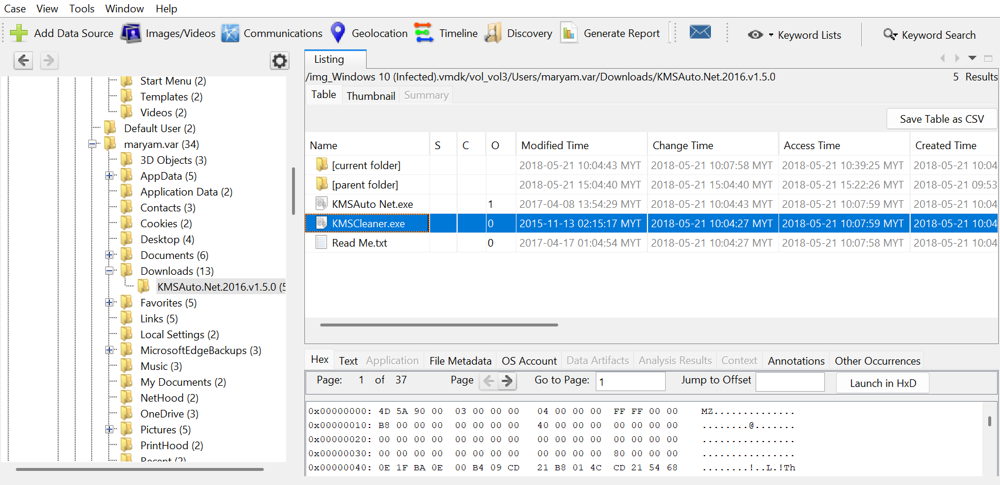 Case View Tools Window Help
Add Data Source Images/Videos Communications Geolocation Timeline Discovery Generate Report Keyword Lists Keyword Search
Listing
/img_Windows 10 (Infected).vmdk/vol_vol3/Users/maryam.var/Downloads/KMSAuto.Net.2016.v1.5.0 5 Results
Table Thumbnail Summary
Save Table as CSV
Name S C O Modified Time Change Time Access Time Created Time
[current folder] 2018-05-21 10:04:43 MYT 2018-05-21 10:07:58 MYT 2018-05-21 10:39:25 MYT 2018-05-21 10:04
[parent folder] 2018-05-21 15:04:40 MYT 2018-05-21 15:04:40 MYT 2018-05-21 15:22:26 MYT 2018-05-21 09:53
KMSAuto Net.exe 1 2017-04-08 13:54:29 MYT 2018-05-21 10:04:43 MYT 2018-05-21 10:07:59 MYT 2018-05-21 10:04
KMSCleaner.exe 0 2015-11-13 02:15:17 MYT 2018-05-21 10:04:27 MYT 2018-05-21 10:07:59 MYT 2018-05-21 10:04
Read Me.txt 0 2017-04-17 01:04:54 MYT 2018-05-21 10:04:27 MYT 2018-05-21 10:07:58 MYT 2018-05-21 10:04
Start Menu (2)
Templates (2)
Videos (2)
Default User (2)
maryam.var (34)
3D Objects (3)
AppData (5)
Application Data (2)
Contacts (3)
Cookies (2)
Desktop (4)
Documents (6)
Downloads (13)
KMSAuto.Net.2016.v1.5.0 (5
Favorites (5)
Links (5)
Local Settings (2)
MicrosoftEdgeBackups (3)
Music (3)
My Documents (2)
NetHood (2)
OneDrive (3)
Pictures (5)
PrintHood (2)
Recent (2)
Hex Text Application File Metadata OS Account Data Artifacts Analysis Results Context Annotations Other Occurrences
Page: 1 of 37 Page Go to Page: 1 Jump to Offset Launch in HxD
0x00000000: 4D 5A 90 00 03 00 00 00 04 00 00 00 FF FF 00 00 MZ..............
0x00000010: B8 00 00 00 00 00 00 00 40 00 00 00 00 00 00 00 ........@.......
0x00000020: 00 00 00 00 00 00 00 00 00 00 00 00 00 00 00 00 ................
0x00000030: 00 00 00 00 00 00 00 00 00 00 00 00 80 00 00 00 ................
0x00000040: 0E 1F BA 0E 00 B4 09 CD 21 B8 01 4C CD 21 54 68 ........!..L.!Th